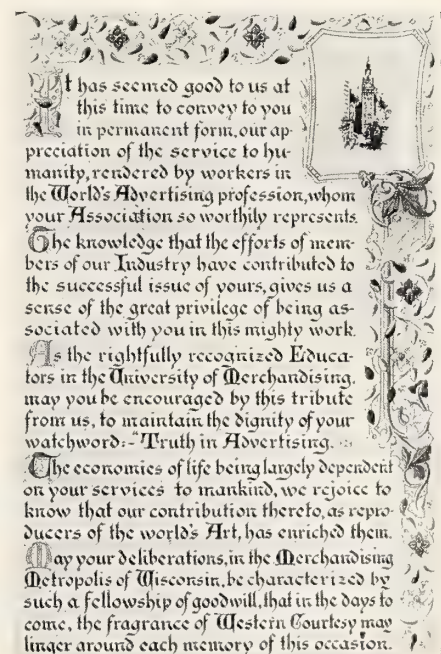 It has seemed good to us at
this time to convey to you
in permanent form, our ap-
preciation of the service to hu-
manity, rendered by workers in
the World's Advertising profession, whom
your Association so worthily represents.
The knowledge that the efforts of mem-
bers of our Industry have contributed to
the successful issue of yours, gives us a
sense of the great privilege of being as-
sociated with you in this mighty work.
As the rightfully recognized Educa-
tors in the University of Merchandising,
may you be encouraged by this tribute
from us, to maintain the dignity of your
watchword:- "Truth in Advertising.
The economies of life being largely dependent
on your services to mankind, we rejoice to
know that our contribution thereto, as repro-
ducers of the world's Art, has enriched them.
May your deliberations, in the Merchandising
Metropolis of Wisconsin, be characterized by
such a fellowship of goodwill, that in the days to
come, the fragrance of Western Courtesy may
linger around each memory of this occasion.